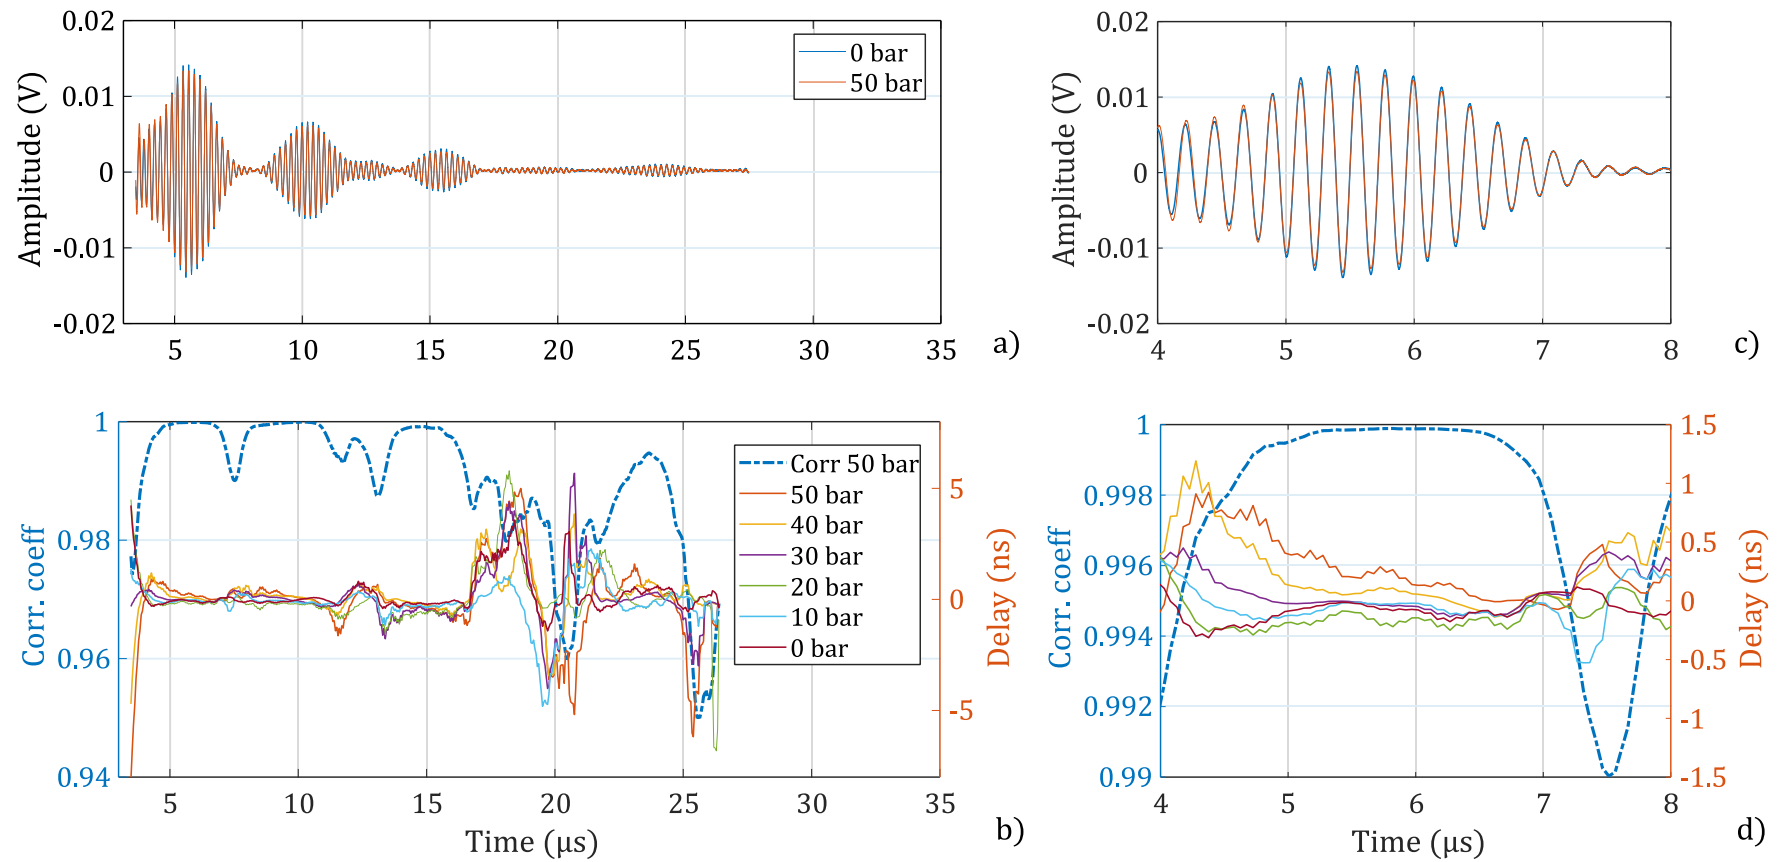 0.02
0.01
0
-0.01
-0.02
Amplitude (V)
0 bar
50 bar
5
10
15
20
25
30
35
a)
0.02
0.01
0
-0.01
-0.02
Amplitude (V)
4
5
6
7
8
c)
1
0.98
0.96
0.94
Corr. coeff
Corr 50 bar
50 bar
40 bar
30 bar
20 bar
10 bar
0 bar
5
0
-5
Delay (ns)
5
10
15
20
25
30
35
Time (μs)
b)
1
0.998
0.996
0.994
0.992
0.99
Corr. coeff
1.5
1
0.5
0
-0.5
-1
-1.5
Delay (ns)
4
5
6
7
8
Time (μs)
d)